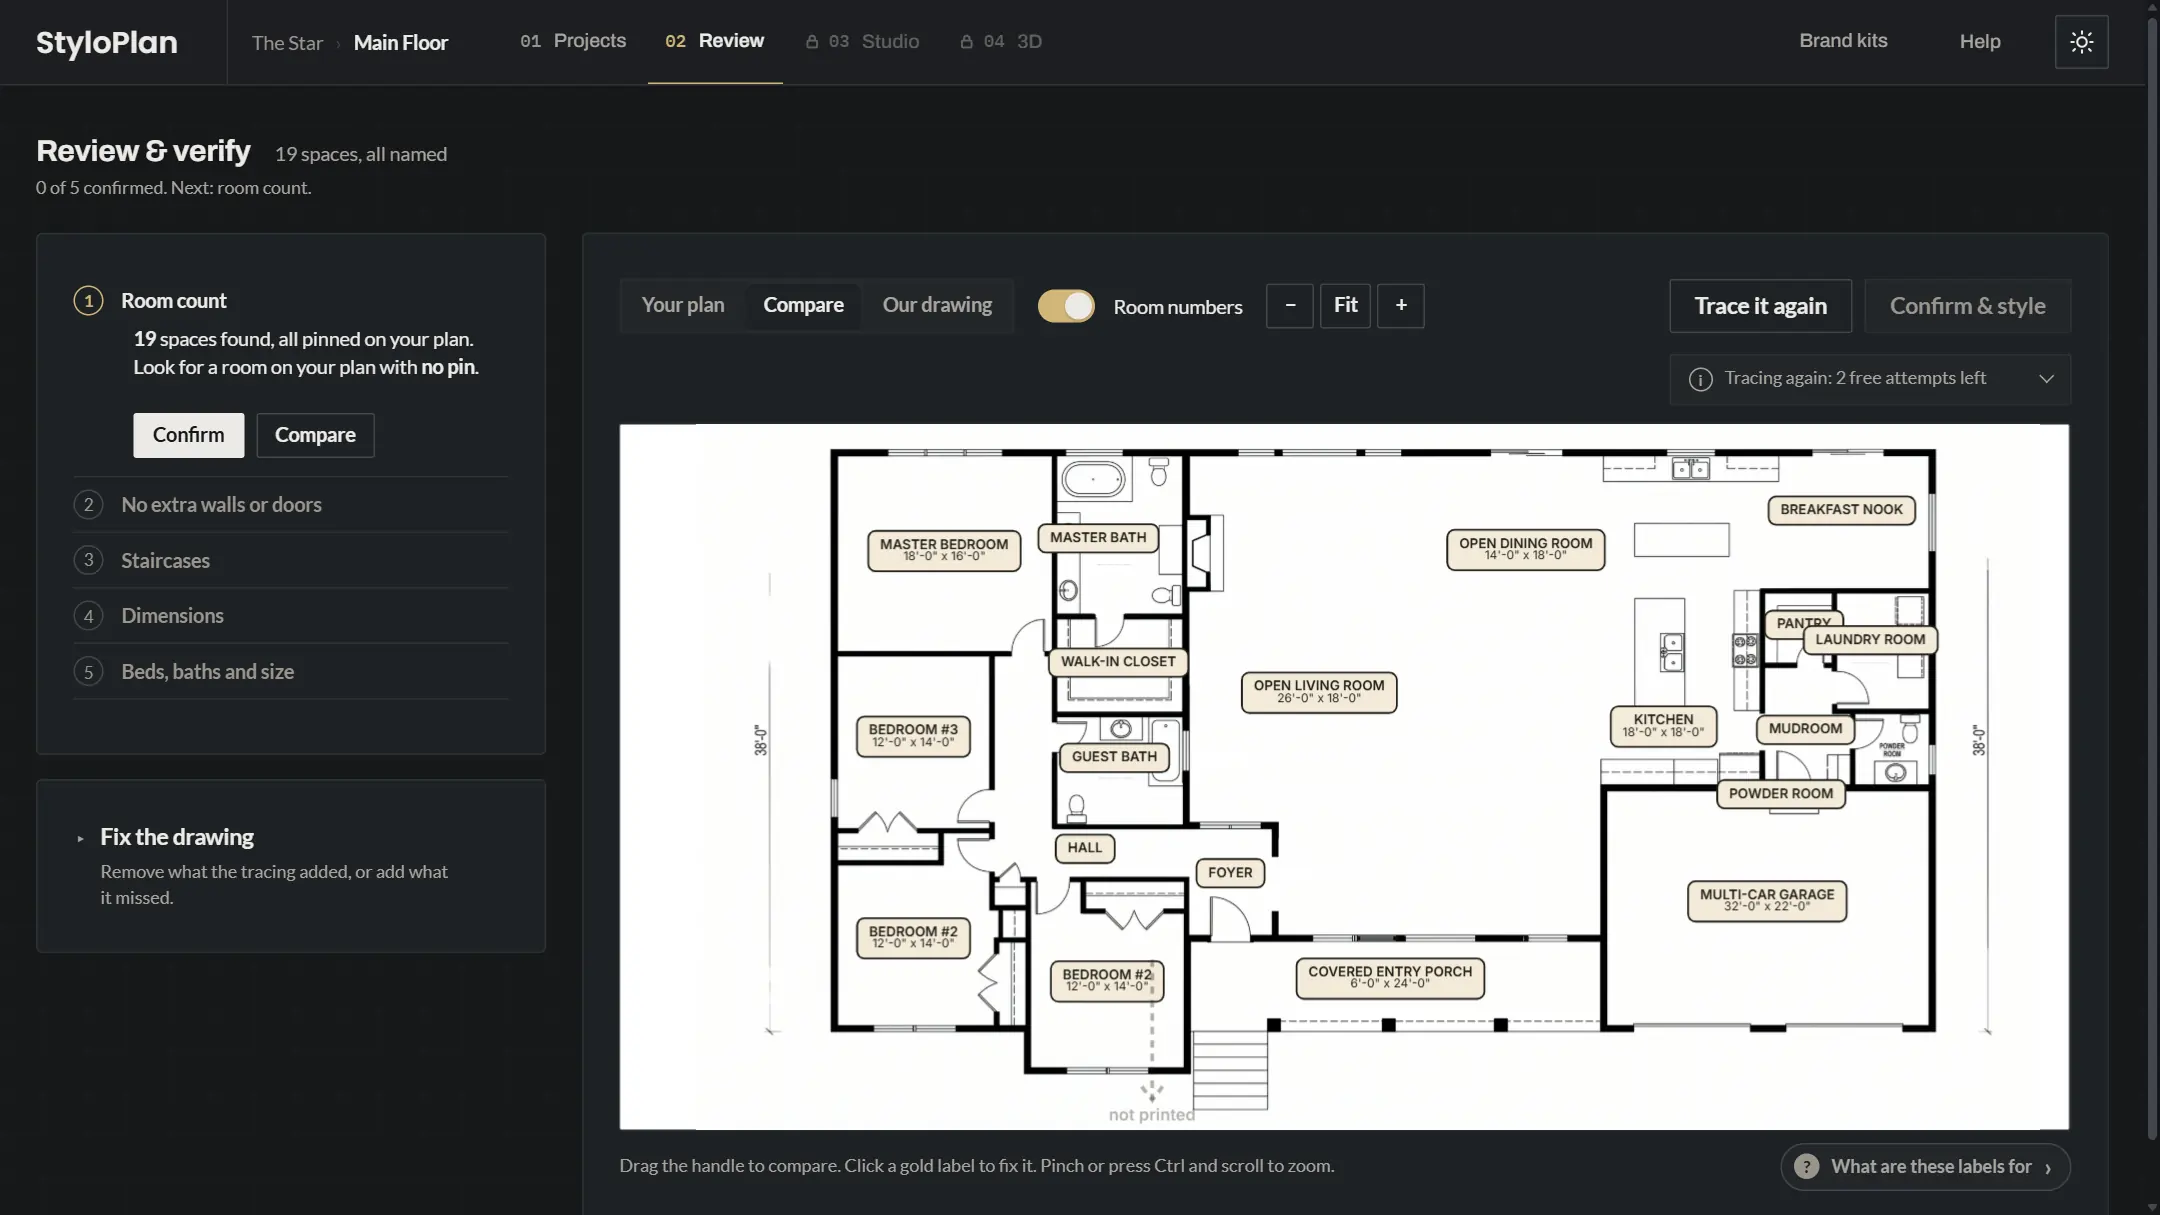 StyloPlan
The Star › Main Floor
01 Projects
02 Review
03 Studio
04 3D
Brand kits
Help
Review & verify
19 spaces, all named
0 of 5 confirmed. Next: room count.
1 Room count
19 spaces found, all pinned on your plan.
Look for a room on your plan with no pin.
Confirm
Compare
2 No extra walls or doors
3 Staircases
4 Dimensions
5 Beds, baths and size
Fix the drawing
Remove what the tracing added, or add what
it missed.
Your plan
Compare
Our drawing
Room numbers
−
Fit
+
Trace it again
Confirm & style
Tracing again: 2 free attempts left
BREAKFAST NOOK
MASTER BEDROOM
18'-0" x 16'-0"
MASTER BATH
OPEN DINING ROOM
14'-0" x 18'-0"
PANTRY
LAUNDRY ROOM
WALK-IN CLOSET
OPEN LIVING ROOM
26'-0" x 18'-0"
KITCHEN
18'-0" x 18'-0"
MUDROOM
BEDROOM #3
12'-0" x 14'-0"
38'-0"
38'-0"
GUEST BATH
POWDER
ROOM
POWDER ROOM
HALL
FOYER
MULTI-CAR GARAGE
32'-0" x 22'-0"
BEDROOM #2
12'-0" x 14'-0"
BEDROOM #2
12'-0" x 14'-0"
COVERED ENTRY PORCH
6'-0" x 24'-0"
not printed
Drag the handle to compare. Click a gold label to fix it. Pinch or press Ctrl and scroll to zoom.
? What are these labels for ›